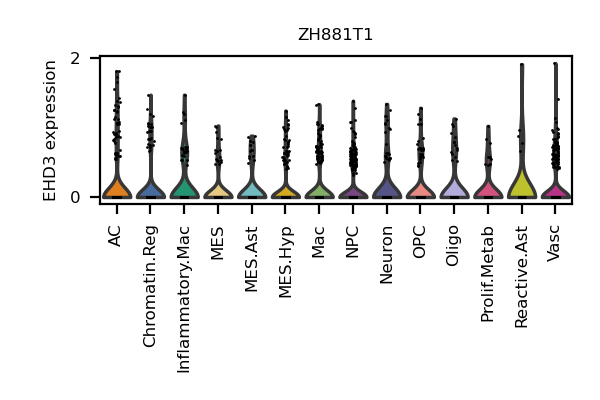 ZH881T1
EHD3 expression
2
0
AC
Chromatin.Reg
Inflammatory.Mac
MES
MES.Ast
MES.Hyp
Mac
NPC
Neuron
OPC
Oligo
Prolif.Metab
Reactive.Ast
Vasc